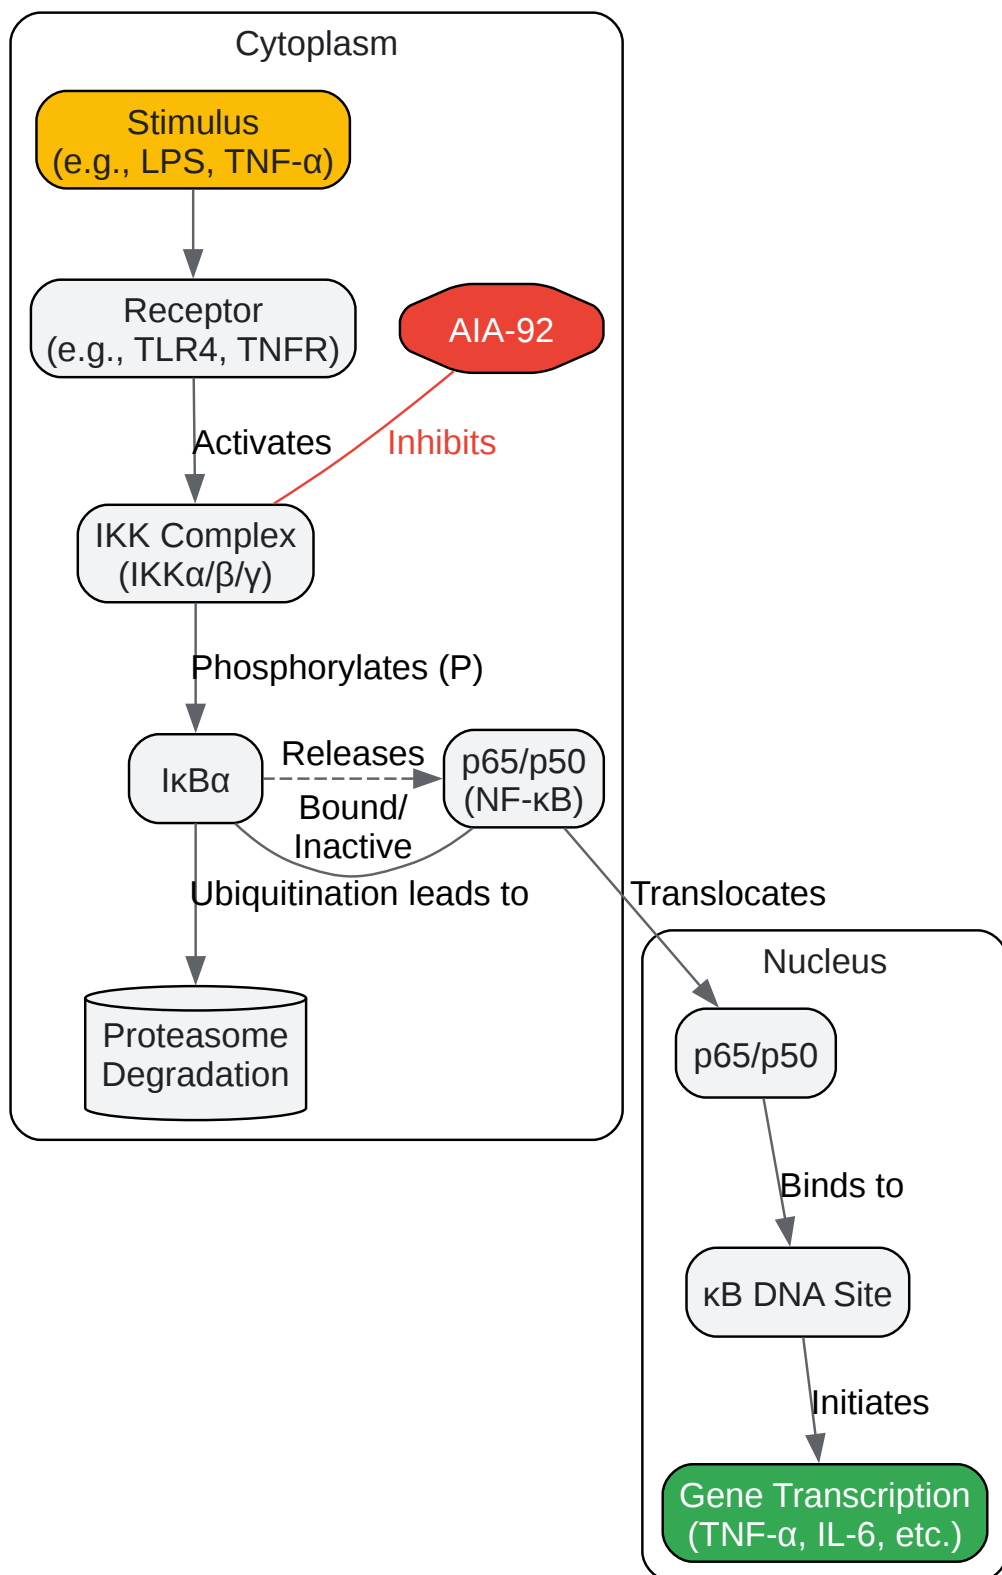 Cytoplasm
Stimulus
(e.g., LPS, TNF-α)
Receptor
(e.g., TLR4, TNFR)
AIA-92
Activates
Inhibits
IKK Complex
(IKKα/β/γ)
Phosphorylates (P)
IκBα
Releases
p65/p50
(NF-κB)
Bound/
Inactive
Ubiquitination leads to
Translocates
Proteasome
Degradation
Nucleus
p65/p50
Binds to
κB DNA Site
Initiates
Gene Transcription
(TNF-α, IL-6, etc.)